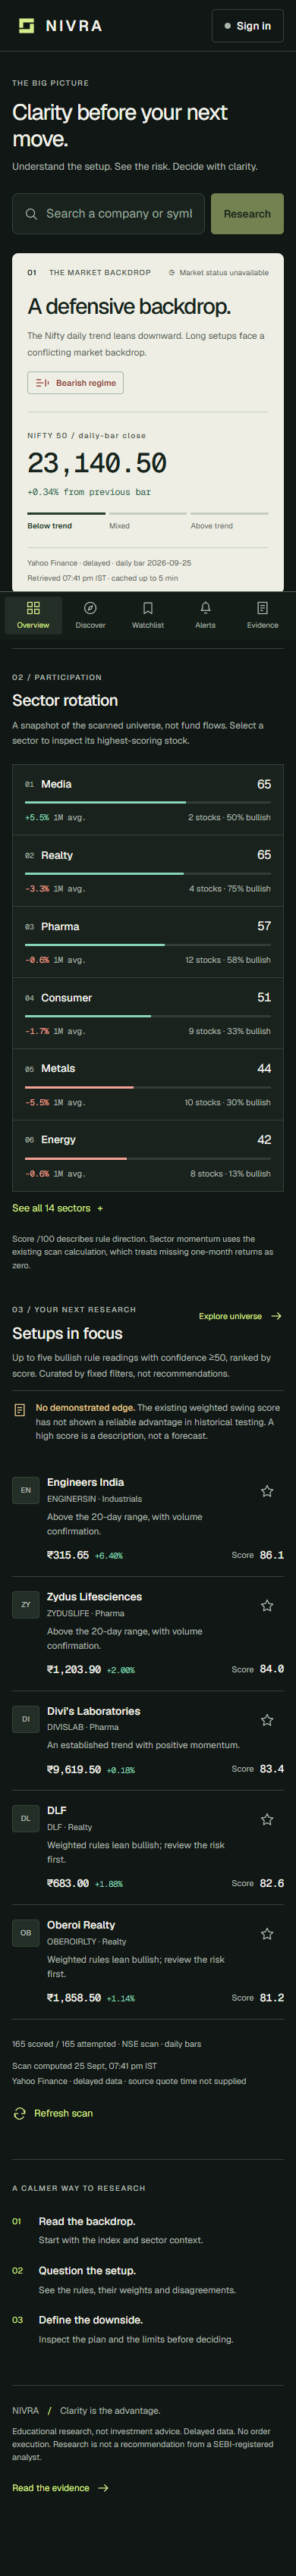 NIVRA
Sign in
THE BIG PICTURE
Clarity before your next
move.
Understand the setup. See the risk. Decide with clarity.
Search a company or symb
Research
01 THE MARKET BACKDROP
Market status unavailable
A defensive backdrop.
The Nifty daily trend leans downward. Long setups face a
conflicting market backdrop.
Bearish regime
NIFTY 50 / daily-bar close
23,140.50
+0.34% from previous bar
Below trend
Mixed
Above trend
Yahoo Finance · delayed · daily bar 2026-09-25
Retrieved 07:41 pm IST · cached up to 5 min
Overview
Discover
Watchlist
Alerts
Evidence
02 / PARTICIPATION
Sector rotation
A snapshot of the scanned universe, not fund flows. Select a
sector to inspect its highest-scoring stock.
01 Media 65
+5.5% 1M avg. 2 stocks · 50% bullish
02 Realty 65
-3.3% 1M avg. 4 stocks · 75% bullish
03 Pharma 57
-0.6% 1M avg. 12 stocks · 58% bullish
04 Consumer 51
-1.7% 1M avg. 9 stocks · 33% bullish
05 Metals 44
-5.5% 1M avg. 10 stocks · 30% bullish
06 Energy 42
-0.6% 1M avg. 8 stocks · 13% bullish
See all 14 sectors +
Score /100 describes rule direction. Sector momentum uses the
existing scan calculation, which treats missing one-month returns as
zero.
03 / YOUR NEXT RESEARCH
Explore universe →
Setups in focus
Up to five bullish rule readings with confidence ≥50, ranked by
score. Curated by fixed filters, not recommendations.
No demonstrated edge. The existing weighted swing score
has not shown a reliable advantage in historical testing. A
high score is a description, not a forecast.
EN
Engineers India
ENGINERSIN · Industrials
Above the 20-day range, with volume
confirmation.
₹315.65 +6.40% Score 86.1
ZY
Zydus Lifesciences
ZYDUSLIFE · Pharma
Above the 20-day range, with volume
confirmation.
₹1,203.90 +2.00% Score 84.0
DI
Divi's Laboratories
DIVISLAB · Pharma
An established trend with positive momentum.
₹9,619.50 +0.18% Score 83.4
DL
DLF
DLF · Realty
Weighted rules lean bullish; review the risk
first.
₹683.00 +1.88% Score 82.6
OB
Oberoi Realty
OBEROIRLTY · Realty
Weighted rules lean bullish; review the risk
first.
₹1,858.50 +1.14% Score 81.2
165 scored / 165 attempted · NSE scan · daily bars
Scan computed 25 Sept, 07:41 pm IST
Yahoo Finance · delayed data · source quote time not supplied
Refresh scan
A CALMER WAY TO RESEARCH
01 Read the backdrop.
Start with the index and sector context.
02 Question the setup.
See the rules, their weights and disagreements.
03 Define the downside.
Inspect the plan and the limits before deciding.
NIVRA / Clarity is the advantage.
Educational research, not investment advice. Delayed data. No order
execution. Research is not a recommendation from a SEBI-registered
analyst.
Read the evidence →